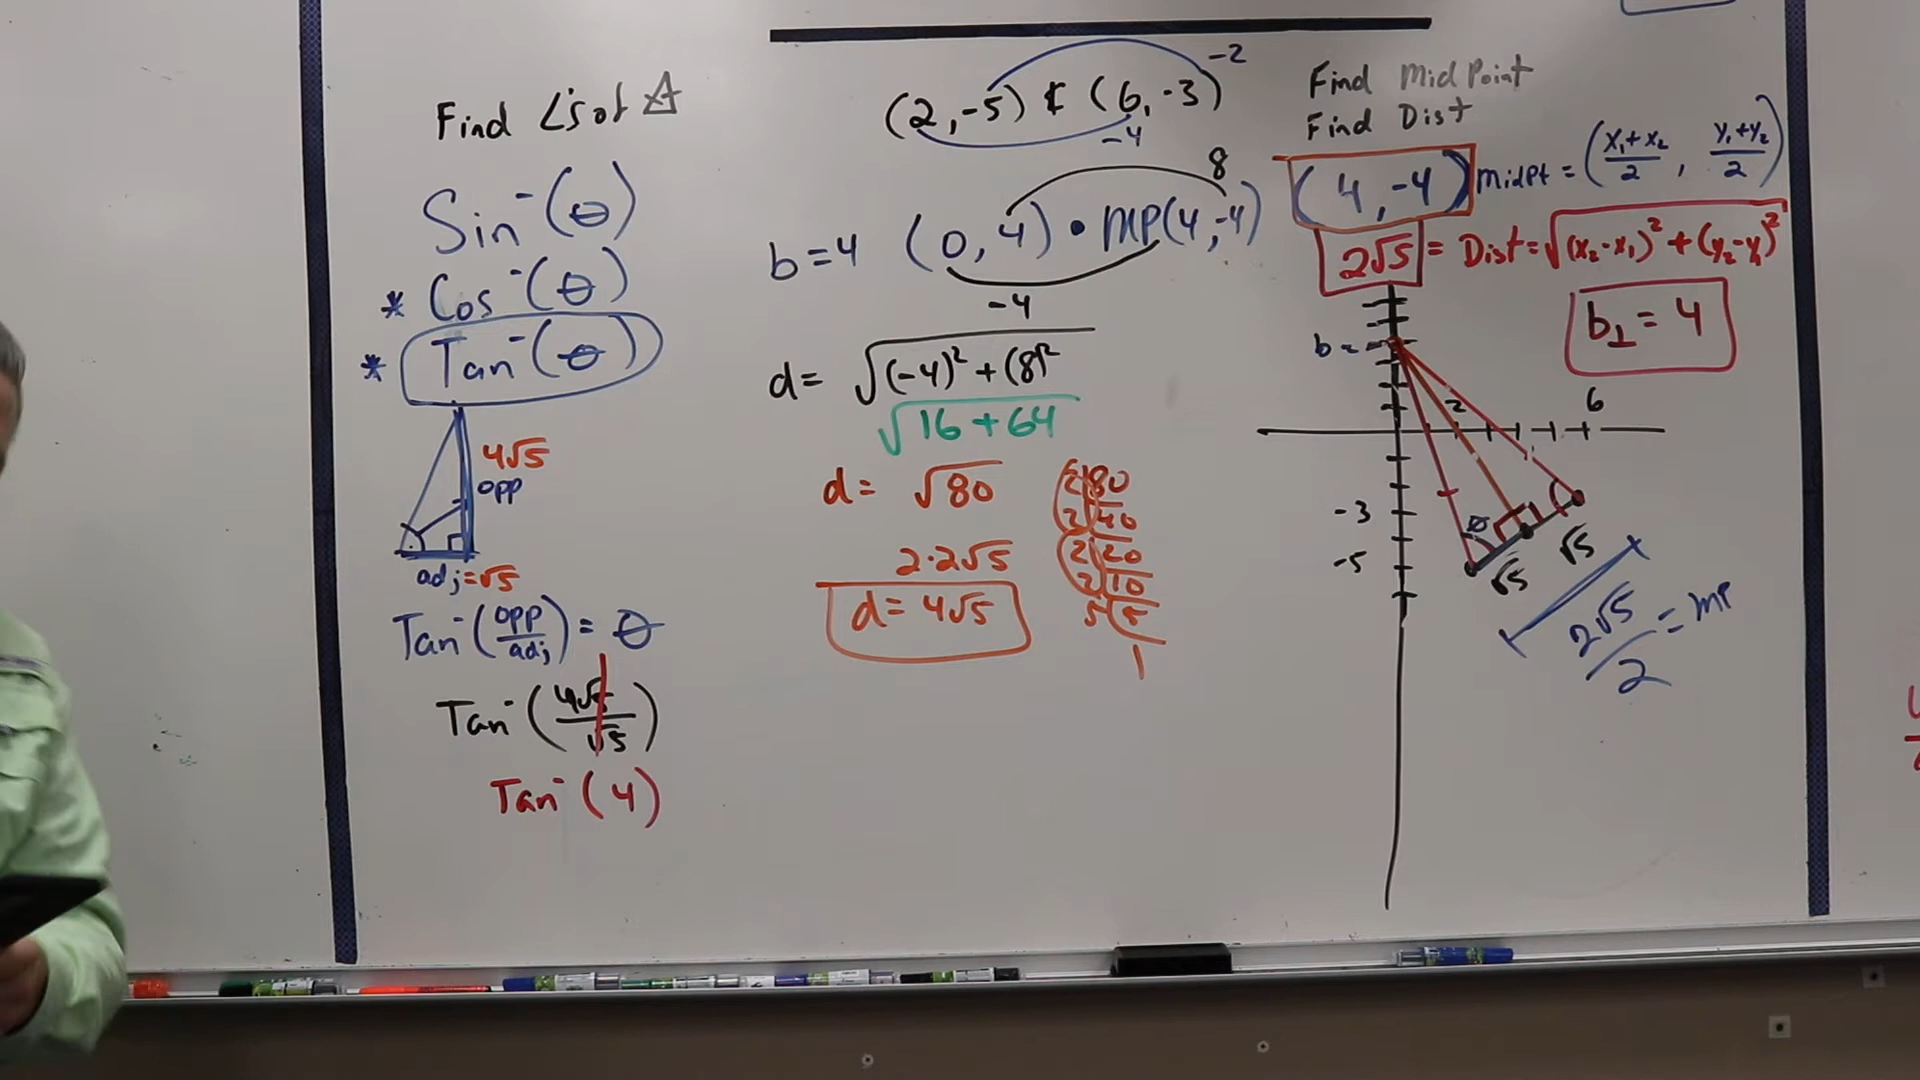 Find ∠'s of △
Sin⁻(θ)
* Cos⁻(θ)
* Tan⁻(θ)
4√5
opp
adj=√5
Tan⁻(opp/adj) = θ
Tan⁻(4√5/√5)
Tan⁻(4)
-2
(2,-5) & (6,-3)
-4
8
b=4 (0,4) • MP(4,-4)
-4
d= √(-4)²+(8)²
√16+64
d= √80
2·2√5
d= 4√5
2 80
2 40
2 20
2 10
5 5
1
Find MidPoint
Find Dist
(4,-4) MidPt = (x₁+x₂/2, y₁+y₂/2)
2√5 = Dist=√(x₂-x₁)²+(y₂-y₁)²
b⊥ = 4
b=
2
6
-3
-5
θ
√5
√5
2√5/2 = MP